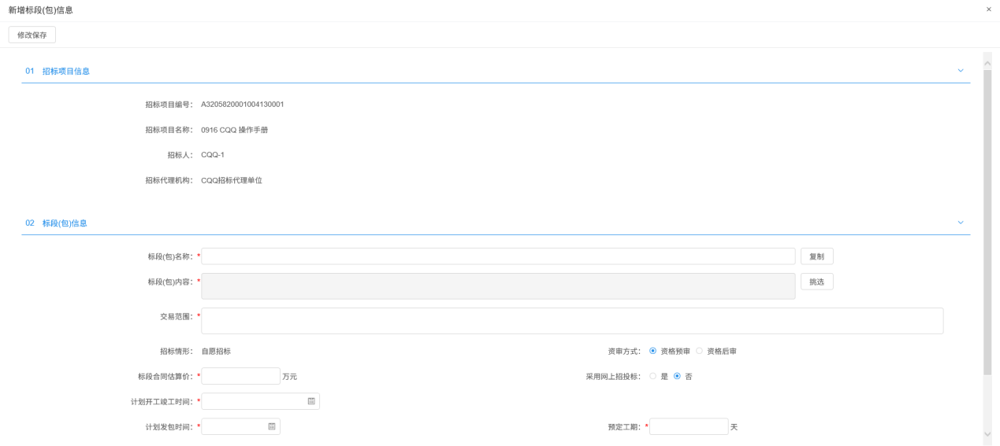 新增标段(包)信息 ×
修改保存
01 招标项目信息
招标项目编号： A3205820001004130001
招标项目名称： 0916 CQQ 操作手册
招标人： CQQ-1
招标代理机构： CQQ招标代理单位
02 标段(包)信息
标段(包)名称：* 复制
标段(包)内容：* 挑选
交易范围：*
招标情形： 自愿招标 资审方式： 资格预审 资格后审
标段合同估算价：* 万元 采用网上招投标： 是 否
计划开工竣工时间：*
计划发包时间：* 预定工期：* 天